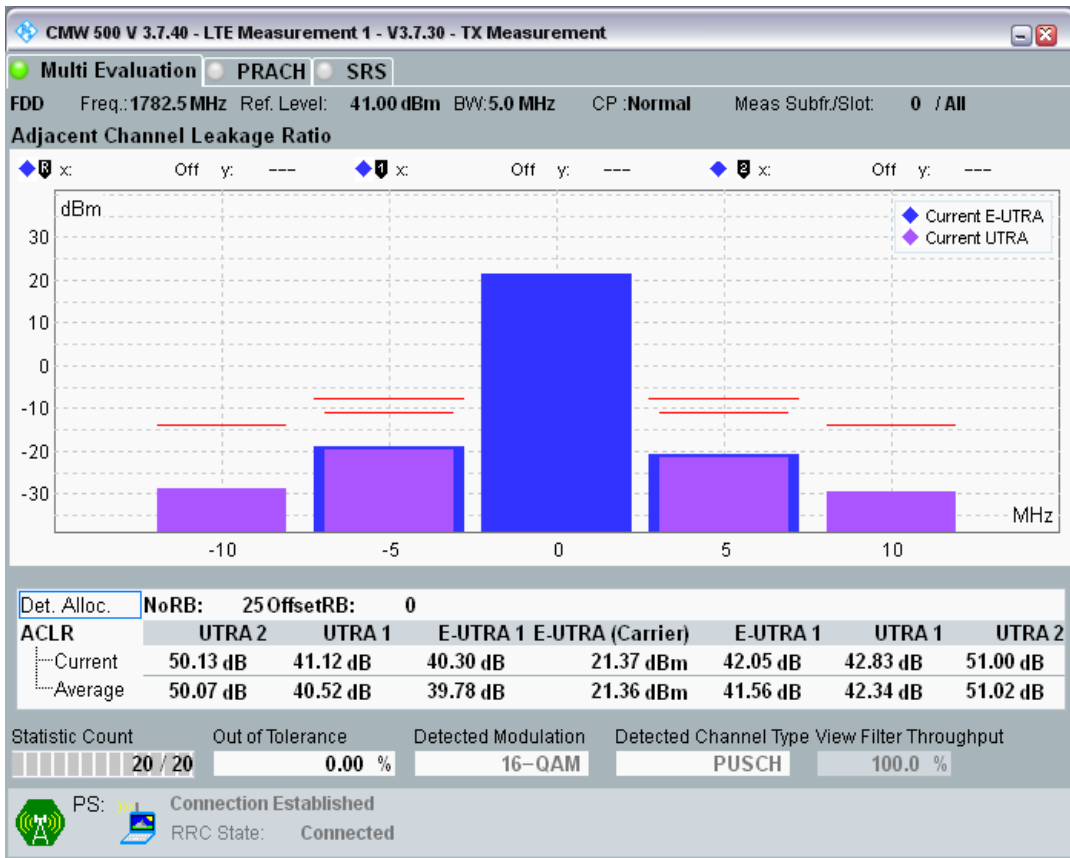 CMW 500 V 3.7.40 - LTE Measurement 1 - V3.7.30 - TX Measurement
Multi Evaluation PRACH SRS
FDD Freq.:1782.5 MHz Ref. Level: 41.00 dBm BW:5.0 MHz CP :Normal Meas Subfr./Slot: 0 / All
Adjacent Channel Leakage Ratio
R x: Off y: --- 1 x: Off y: --- 2 x: Off y: ---
dBm
Current E-UTRA
Current UTRA
30
20
10
0
-10
-20
-30
MHz
-10 -5 0 5 10
Det. Alloc. NoRB: 25 OffsetRB: 0
ACLR UTRA 2 UTRA 1 E-UTRA 1 E-UTRA (Carrier) E-UTRA 1 UTRA 1 UTRA 2
Current 50.13 dB 41.12 dB 40.30 dB 21.37 dBm 42.05 dB 42.83 dB 51.00 dB
Average 50.07 dB 40.52 dB 39.78 dB 21.36 dBm 41.56 dB 42.34 dB 51.02 dB
Statistic Count Out of Tolerance Detected Modulation Detected Channel Type View Filter Throughput
20 / 20 0.00 % 16-QAM PUSCH 100.0 %
PS: Connection Established
RRC State: Connected